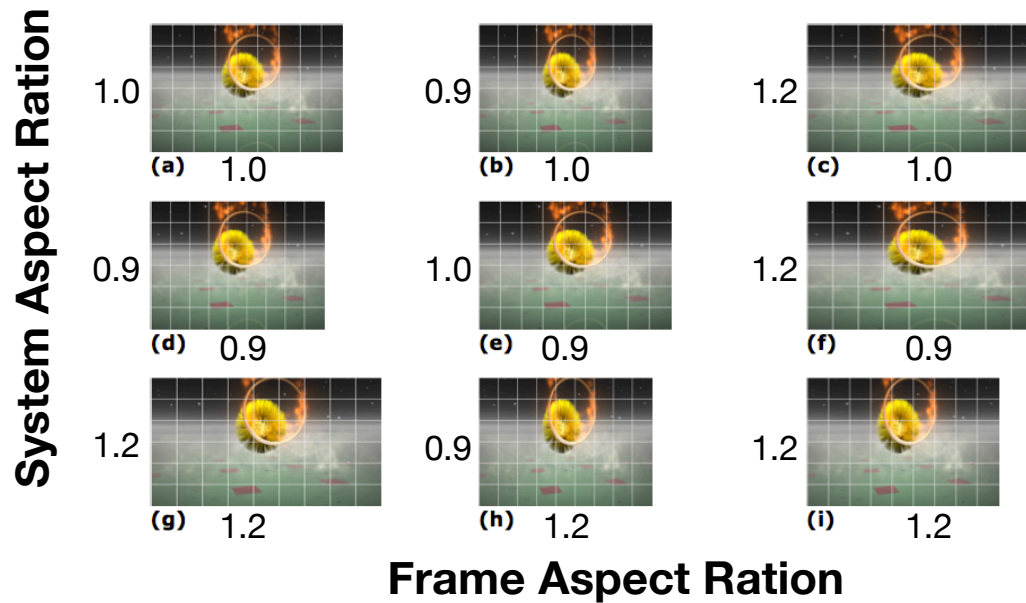 System Aspect Ration
1.0
0.9
1.2
(a) 1.0
(b) 1.0
(c) 1.0
0.9
1.0
1.2
(d) 0.9
(e) 0.9
(f) 0.9
1.2
0.9
1.2
(g) 1.2
(h) 1.2
(i) 1.2
Frame Aspect Ration